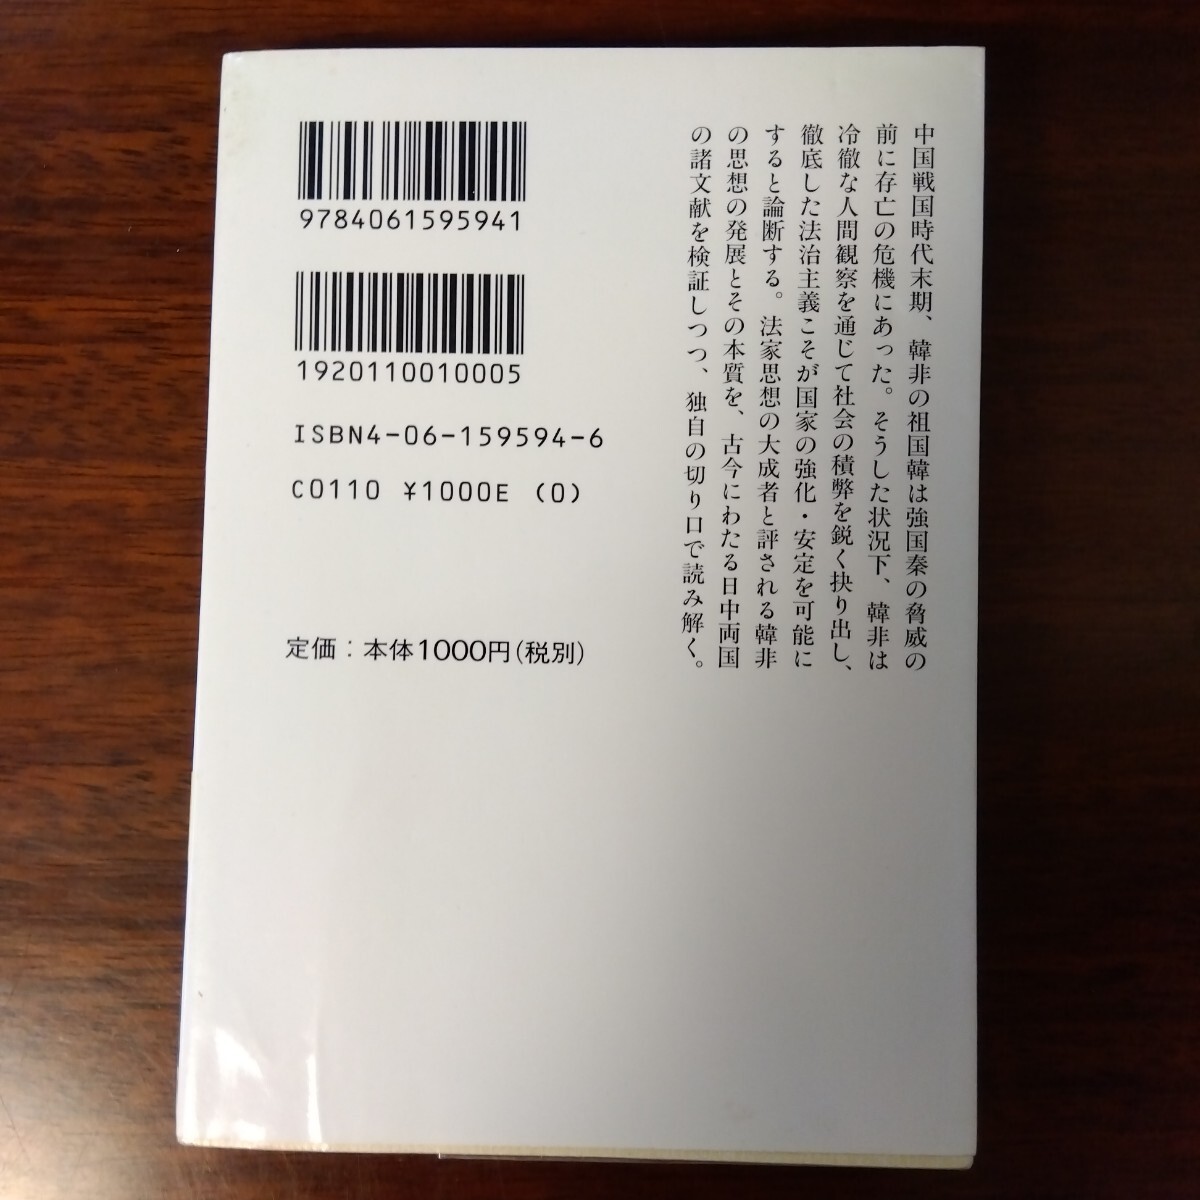 中国戦国時代末期、韓非の祖国韓は強国秦の脅威の
前に存亡の危機にあった。そうした状況下、韓非は
冷徹な人間観察を通じて社会の積弊を鋭く抉り出し、
徹底した法治主義こそが国家の強化・安定を可能に
すると論断する。法家思想の大成者と評される韓非
の思想の発展とその本質を、古今にわたる日中両国
の諸文献を検証しつつ、独自の切り口で読み解く。
9784061595941
1920110010005
ISBN4-06-159594-6
C0110 ¥1000E (0)
定価：本体1000円(税別)